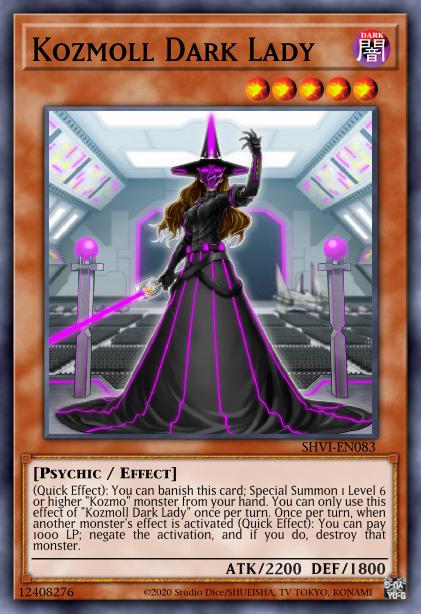 Kozmoll Dark Lady
DARK
闇
SHVI-EN083
[Psychic / Effect]
(Quick Effect): You can banish this card; Special Summon 1 Level 6
or higher "Kozmo" monster from your hand. You can only use this
effect of "Kozmoll Dark Lady" once per turn. Once per turn, when
another monster's effect is activated (Quick Effect): You can pay
1000 LP; negate the activation, and if you do, destroy that
monster.
ATK/2200 DEF/1800
12408276
©2020 Studio Dice/SHUEISHA, TV TOKYO, KONAMI